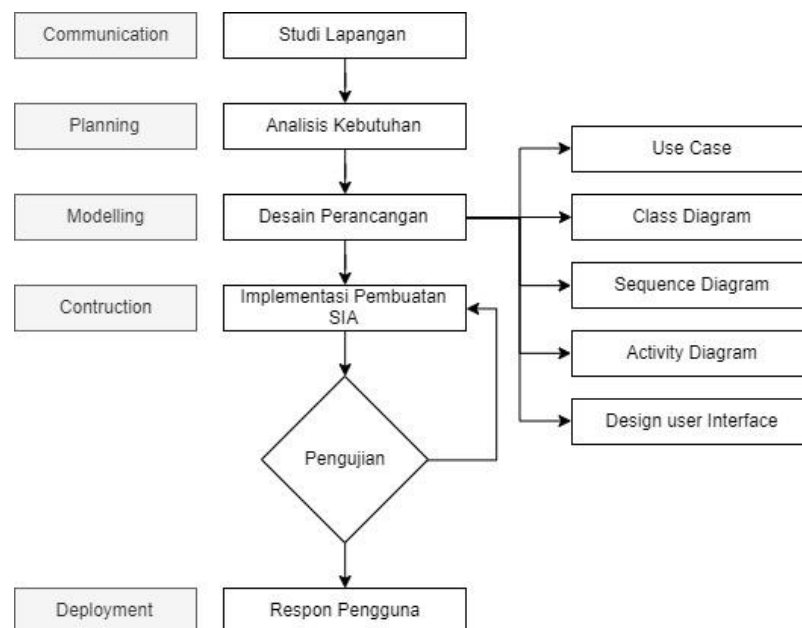 Communication
Studi Lapangan
Planning
Analisis Kebutuhan
Use Case
Modelling
Desain Perancangan
Class Diagram
Sequence Diagram
Contruction
Implementasi Pembuatan
SIA
Activity Diagram
Design user Interface
Pengujian
Deployment
Respon Pengguna